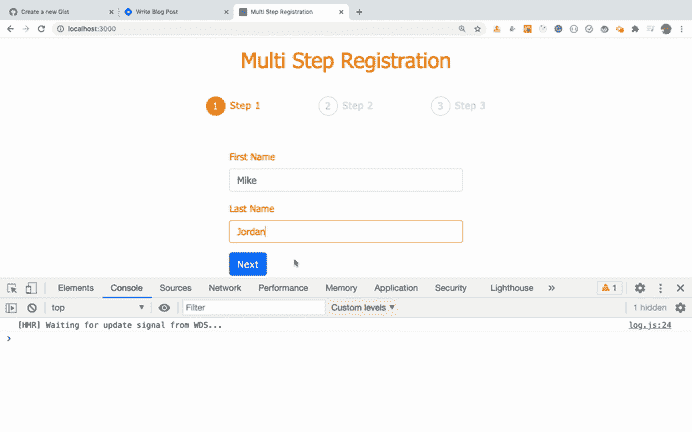 Create a new Gist
Write Blog Post
Multi Step Registration
localhost:3000
Multi Step Registration
1 Step 1 2 Step 2 3 Step 3
First Name
Mike
Last Name
Jordan
Next
Elements Console Sources Network Performance Memory Application Security Lighthouse » 1
top Filter Custom levels ▼ 1 hidden
[HMR] Waiting for update signal from WDS... log.js:24
>